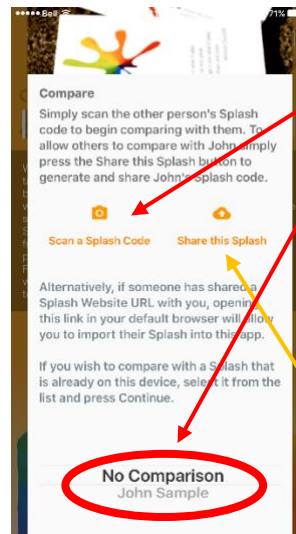 Bell
71%
Compare
Simply scan the other
person's Splash
code to begin comparing with them. To
allow others to compare with John simply
press the Share this Splash button to
generate and share John's Splash code.
Scan a Splash Code Share this Splash
Alternatively, if someone has shared a
Splash Website URL with you, opening
this link in your default browser will allow
you to import their Splash into this app.
If you wish to compare with a Splash that
is already on this device, select it from the
list and press Continue.
No Comparison
John Sample